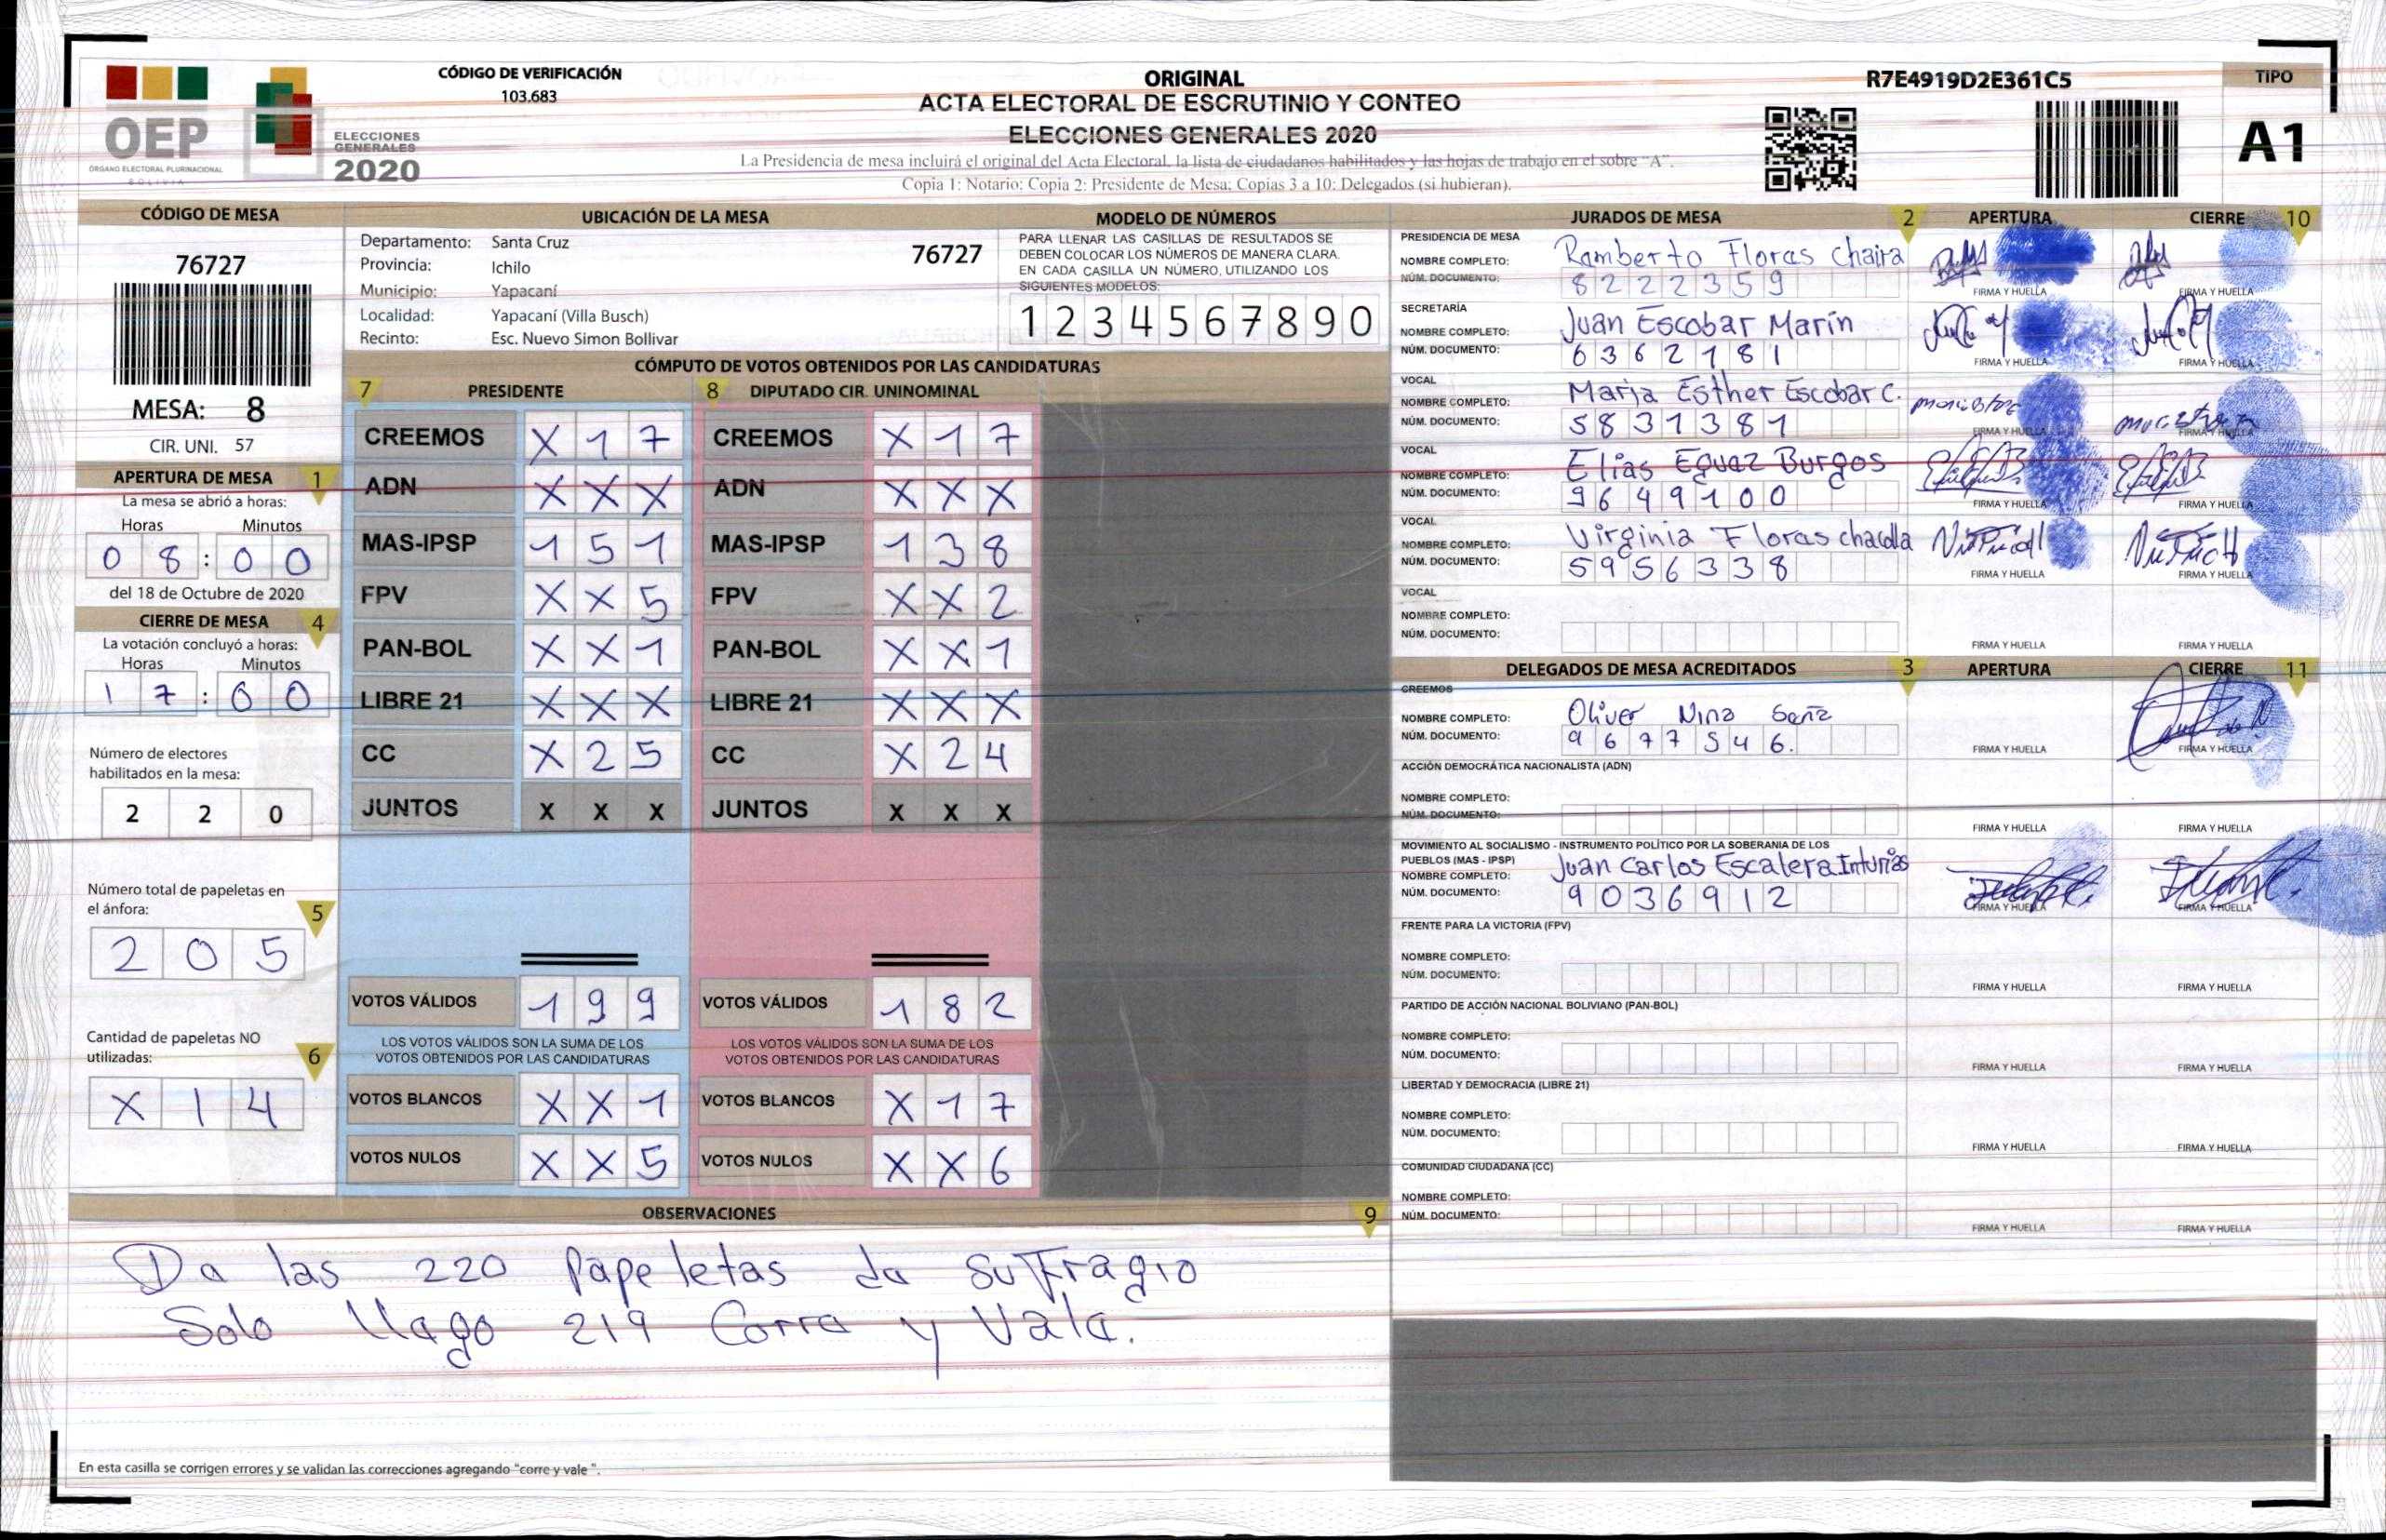 CÓDIGO DE VERIFICACIÓN
103.683
OEP
ÓRGANO ELECTORAL PLURINACIONAL
BOLIVIA
ELECCIONES
GENERALES
2020
ORIGINAL
ACTA ELECTORAL DE ESCRUTINIO Y CONTEO
ELECCIONES GENERALES 2020
La Presidencia de mesa incluirá el original del Acta Electoral, la lista de ciudadanos habilitados y las hojas de trabajo en el sobre "A".
Copia 1: Notario; Copia 2: Presidente de Mesa; Copias 3 a 10: Delegados (si hubieran).
R7E4919D2E361C5
TIPO
A1
CÓDIGO DE MESA
76727
MESA: 8
CIR. UNI. 57
APERTURA DE MESA 1
La mesa se abrió a horas:
Horas Minutos
0 8 : 0 0
del 18 de Octubre de 2020
CIERRE DE MESA 4
La votación concluyó a horas:
Horas Minutos
1 7 : 0 0
Número de electores
habilitados en la mesa:
2 2 0
Número total de papeletas en
el ánfora: 5
2 0 5
Cantidad de papeletas NO
utilizadas: 6
X 1 4
UBICACIÓN DE LA MESA
Departamento: Santa Cruz 76727
Provincia: Ichilo
Municipio: Yapacaní
Localidad: Yapacaní (Villa Busch)
Recinto: Esc. Nuevo Simon Bollivar
MODELO DE NÚMEROS
PARA LLENAR LAS CASILLAS DE RESULTADOS SE
DEBEN COLOCAR LOS NÚMEROS DE MANERA CLARA.
EN CADA CASILLA UN NÚMERO, UTILIZANDO LOS
SIGUIENTES MODELOS:
1 2 3 4 5 6 7 8 9 0
CÓMPUTO DE VOTOS OBTENIDOS POR LAS CANDIDATURAS
7 PRESIDENTE 8 DIPUTADO CIR. UNINOMINAL
CREEMOS X 1 7 CREEMOS X 1 7
ADN X X X ADN X X X
MAS-IPSP 1 5 1 MAS-IPSP 1 3 8
FPV X X 5 FPV X X 2
PAN-BOL X X 1 PAN-BOL X X 1
LIBRE 21 X X X LIBRE 21 X X X
CC X 2 5 CC X 2 4
JUNTOS X X X JUNTOS X X X
VOTOS VÁLIDOS 1 9 9 VOTOS VÁLIDOS 1 8 2
LOS VOTOS VÁLIDOS SON LA SUMA DE LOS LOS VOTOS VÁLIDOS SON LA SUMA DE LOS
VOTOS OBTENIDOS POR LAS CANDIDATURAS VOTOS OBTENIDOS POR LAS CANDIDATURAS
VOTOS BLANCOS X X 1 VOTOS BLANCOS X 1 7
VOTOS NULOS X X 5 VOTOS NULOS X X 6
OBSERVACIONES 9
Da las 220 papeletas da suFragio
Solo llago 219 Corra y Vala.
En esta casilla se corrigen errores y se validan las correcciones agregando "corre y vale ".
JURADOS DE MESA 2 APERTURA CIERRE 10
PRESIDENCIA DE MESA
NOMBRE COMPLETO: Ramberto Floras chaira
NÚM. DOCUMENTO: 8222359
FIRMA Y HUELLA FIRMA Y HUELLA
SECRETARÍA
NOMBRE COMPLETO: Juan Escobar Marin
NÚM. DOCUMENTO: 6362181
FIRMA Y HUELLA FIRMA Y HUELLA
VOCAL
NOMBRE COMPLETO: Maria Esther Escobar C.
NÚM. DOCUMENTO: 5831381
FIRMA Y HUELLA FIRMA Y HUELLA
VOCAL
NOMBRE COMPLETO: Elias Eguez Burgos
NÚM. DOCUMENTO: 9649100
FIRMA Y HUELLA FIRMA Y HUELLA
VOCAL
NOMBRE COMPLETO: Virginia Floras
NÚM. DOCUMENTO: 5956338
FIRMA Y HUELLA FIRMA Y HUELLA
VOCAL
NOMBRE COMPLETO:
NÚM. DOCUMENTO:
FIRMA Y HUELLA FIRMA Y HUELLA
DELEGADOS DE MESA ACREDITADOS 3 APERTURA CIERRE 11
CREEMOS
NOMBRE COMPLETO: Oliver Nina
NÚM. DOCUMENTO: 9677546.
FIRMA Y HUELLA FIRMA Y HUELLA
ACCIÓN DEMOCRÁTICA NACIONALISTA (ADN)
NOMBRE COMPLETO:
NÚM. DOCUMENTO:
FIRMA Y HUELLA FIRMA Y HUELLA
MOVIMIENTO AL SOCIALISMO - INSTRUMENTO POLÍTICO POR LA SOBERANIA DE LOS
PUEBLOS (MAS - IPSP)
NOMBRE COMPLETO: Juan Carlos Escalera Inturias
NÚM. DOCUMENTO: 9036912
FIRMA Y HUELLA FIRMA Y HUELLA
FRENTE PARA LA VICTORIA (FPV)
NOMBRE COMPLETO:
NÚM. DOCUMENTO:
FIRMA Y HUELLA FIRMA Y HUELLA
PARTIDO DE ACCIÓN NACIONAL BOLIVIANO (PAN-BOL)
NOMBRE COMPLETO:
NÚM. DOCUMENTO:
FIRMA Y HUELLA FIRMA Y HUELLA
LIBERTAD Y DEMOCRACIA (LIBRE 21)
NOMBRE COMPLETO:
NÚM. DOCUMENTO:
FIRMA Y HUELLA FIRMA Y HUELLA
COMUNIDAD CIUDADANA (CC)
NOMBRE COMPLETO:
NÚM. DOCUMENTO:
FIRMA Y HUELLA FIRMA Y HUELLA